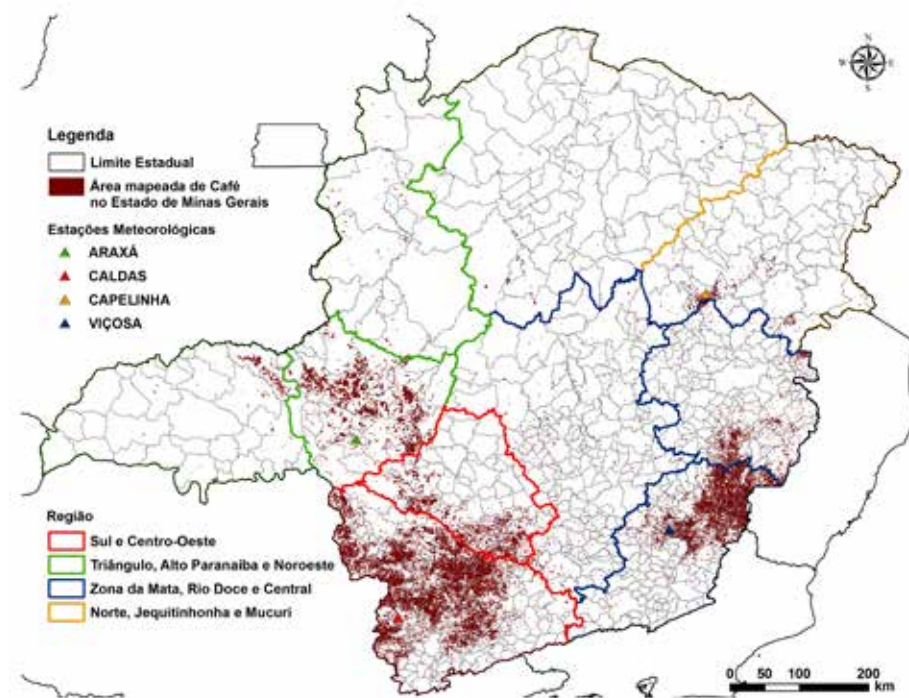 N
W
E
S
Legenda
Limite Estadual
Área mapeada de Café
no Estado de Minas Gerais
Estações Meteorológicas
ARAXÁ
CALDAS
CAPELINHA
VIÇOSA
Região
Sul e Centro-Oeste
Triângulo, Alto Paranaiba e Noroeste
Zona da Mata, Rio Doce e Central
Norte, Jequitinhonha e Mucuri
0 50 100 200
km